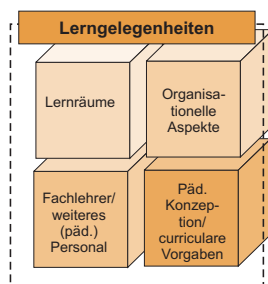 Lerngelegenheiten
Lernräume
Organisa-
tionelle
Aspekte
Fachlehrer/
weiteres
(päd.)
Personal
Päd.
Konzep-
tion/
curriculare
Vorgaben